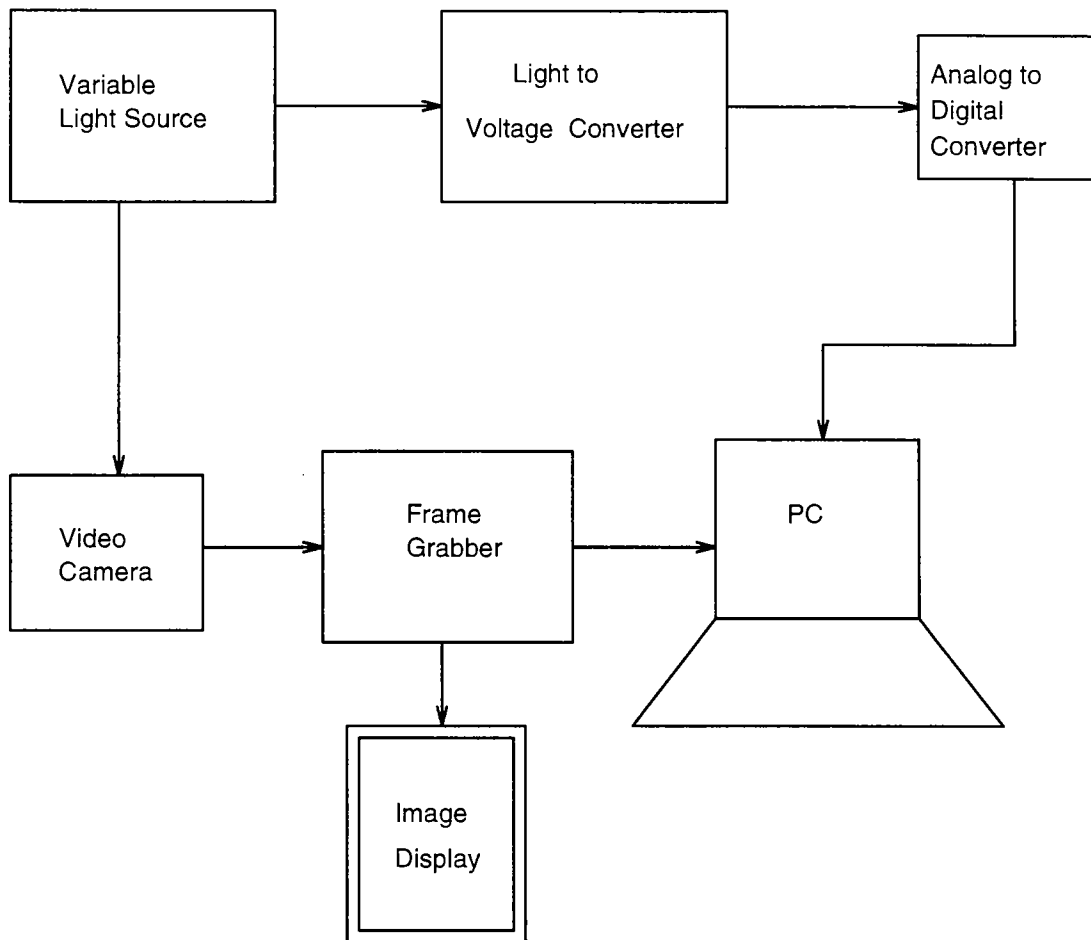 Variable
Light Source
Light to
Voltage Converter
Analog to
Digital
Converter
Video
Camera
Frame
Grabber
PC
Image
Display